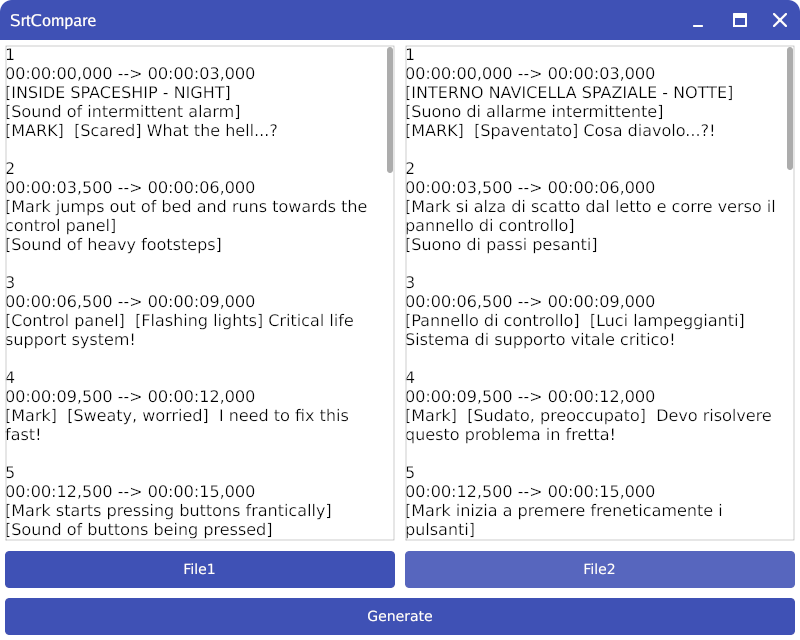 SrtCompare
1
00:00:00,000 --> 00:00:03,000
[INSIDE SPACESHIP - NIGHT]
[Sound of intermittent alarm]
[MARK]  [Scared] What the hell...?
2
00:00:03,500 --> 00:00:06,000
[Mark jumps out of bed and runs towards the
control panel]
[Sound of heavy footsteps]
3
00:00:06,500 --> 00:00:09,000
[Control panel]  [Flashing lights] Critical life
support system!
4
00:00:09,500 --> 00:00:12,000
[Mark]  [Sweaty, worried]  I need to fix this
fast!
5
00:00:12,500 --> 00:00:15,000
[Mark starts pressing buttons frantically]
[Sound of buttons being pressed]
1
00:00:00,000 --> 00:00:03,000
[INTERNO NAVICELLA SPAZIALE - NOTTE]
[Suono di allarme intermittente]
[MARK]  [Spaventato] Cosa diavolo...?!
2
00:00:03,500 --> 00:00:06,000
[Mark si alza di scatto dal letto e corre verso il
pannello di controllo]
[Suono di passi pesanti]
3
00:00:06,500 --> 00:00:09,000
[Pannello di controllo]  [Luci lampeggianti]
Sistema di supporto vitale critico!
4
00:00:09,500 --> 00:00:12,000
[Mark]  [Sudato, preoccupato]  Devo risolvere
questo problema in fretta!
5
00:00:12,500 --> 00:00:15,000
[Mark inizia a premere freneticamente i
pulsanti]
File1
File2
Generate